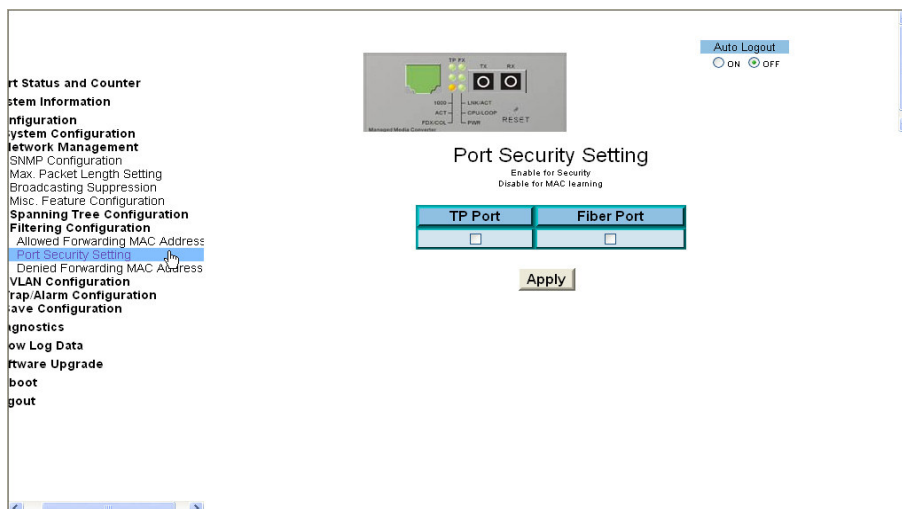 Auto Logout
ON OFF
TP FX
TX RX
1000 LNK/ACT
ACT CPU/LOOP
FDX/COL PWR RESET
Managed Media Converter
rt Status and Counter
stem Information
nfiguration
ystem Configuration
Network Management
SNMP Configuration
Max. Packet Length Setting
Broadcasting Suppression
Misc. Feature Configuration
Spanning Tree Configuration
Filtering Configuration
Allowed Forwarding MAC Address
Port Security Setting
Denied Forwarding MAC Address
VLAN Configuration
rap/Alarm Configuration
ave Configuration
agnostics
ow Log Data
ftware Upgrade
boot
gout
Port Security Setting
Enable for Security
Disable for MAC learning
TP Port Fiber Port
Apply